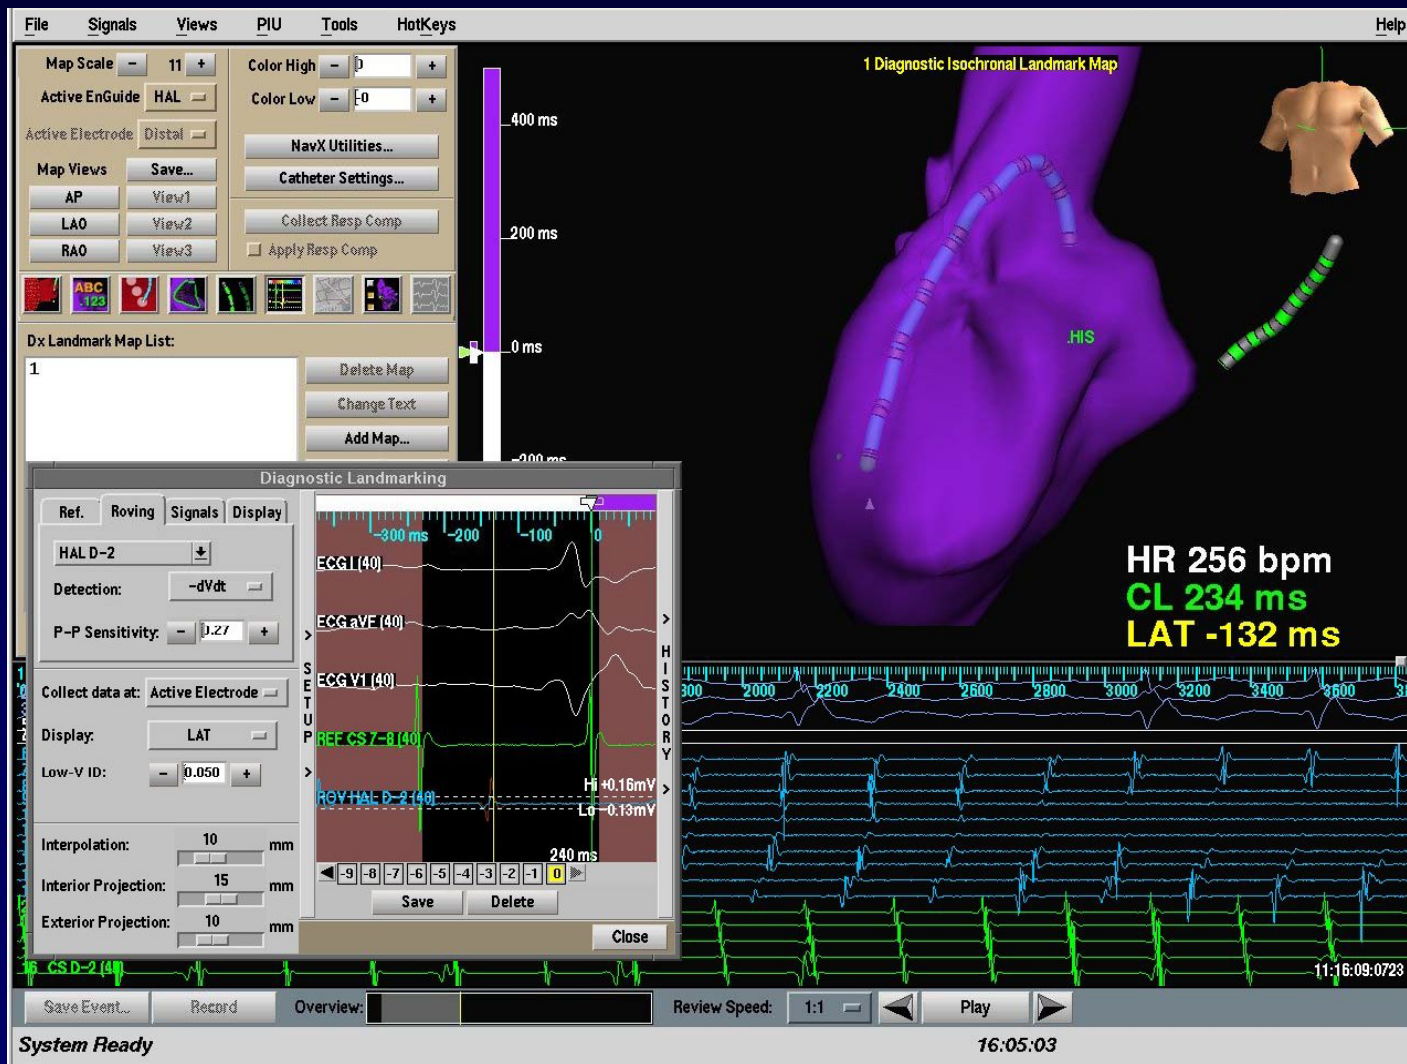 File Signals Views PIU Tools HotKeys Help
Map Scale - 11 +
Active EnGuide HAL
Active Electrode Distal
Map Views Save...
AP View1
LAO View2
RAO View3
Color High - 0 +
Color Low - -0 +
NavX Utilities...
Catheter Settings...
Collect Resp Comp
Apply Resp Comp
ABC
.123
Dx Landmark Map List:
1
Delete Map
Change Text
Add Map...
400 ms
200 ms
0 ms
-200 ms
1 Diagnostic Isochronal Landmark Map
.HIS
HR 256 bpm
CL 234 ms
LAT -132 ms
Diagnostic Landmarking
Ref. Roving Signals Display
HAL D-2
Detection: -dVdt
P-P Sensitivity: - 0.27 +
Collect data at: Active Electrode
Display: LAT
Low-V ID: - 0.050 +
Interpolation: 10 mm
Interior Projection: 15 mm
Exterior Projection: 10 mm
> SETUP >
-300 ms -200 -100 0
ECG I (40)
ECG aVF (40)
ECG V1 (40)
REF CS 7-8 (40)
ROV HAL D-2 (40)
Hi +0.16mV
Lo -0.13mV
240 ms
-9 -8 -7 -6 -5 -4 -3 -2 -1 0
Save Delete
> HISTORY >
Close
2000 2200 2400 2600 2800 3000 3200 3400 3600
CS D-2 (40)
11:16:09:0723
Save Event... Record Overview: Review Speed: 1:1 Play
System Ready 16:05:03